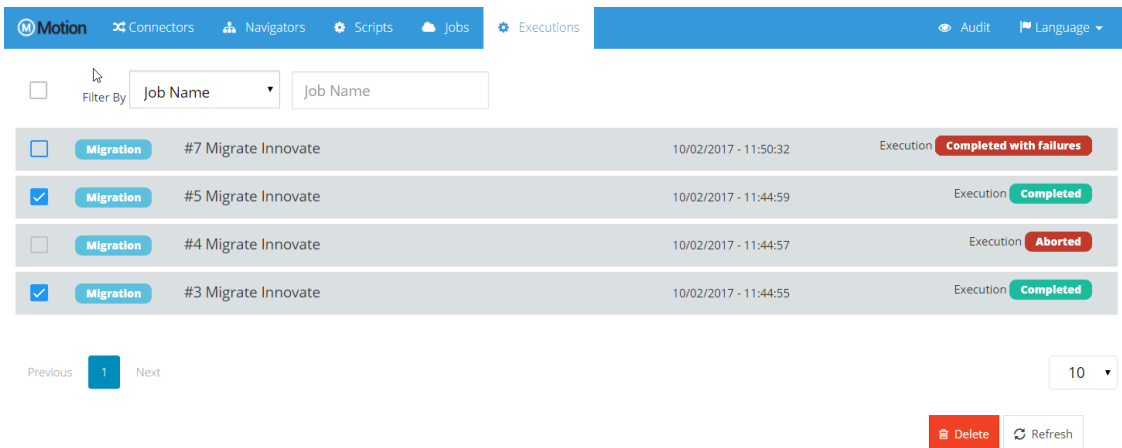 Motion Connectors Navigators Scripts Jobs Executions Audit Language
Filter By Job Name Job Name
Migration #7 Migrate Innovate 10/02/2017 - 11:50:32 Execution Completed with failures
Migration #5 Migrate Innovate 10/02/2017 - 11:44:59 Execution Completed
Migration #4 Migrate Innovate 10/02/2017 - 11:44:57 Execution Aborted
Migration #3 Migrate Innovate 10/02/2017 - 11:44:55 Execution Completed
Previous 1 Next 10
Delete Refresh